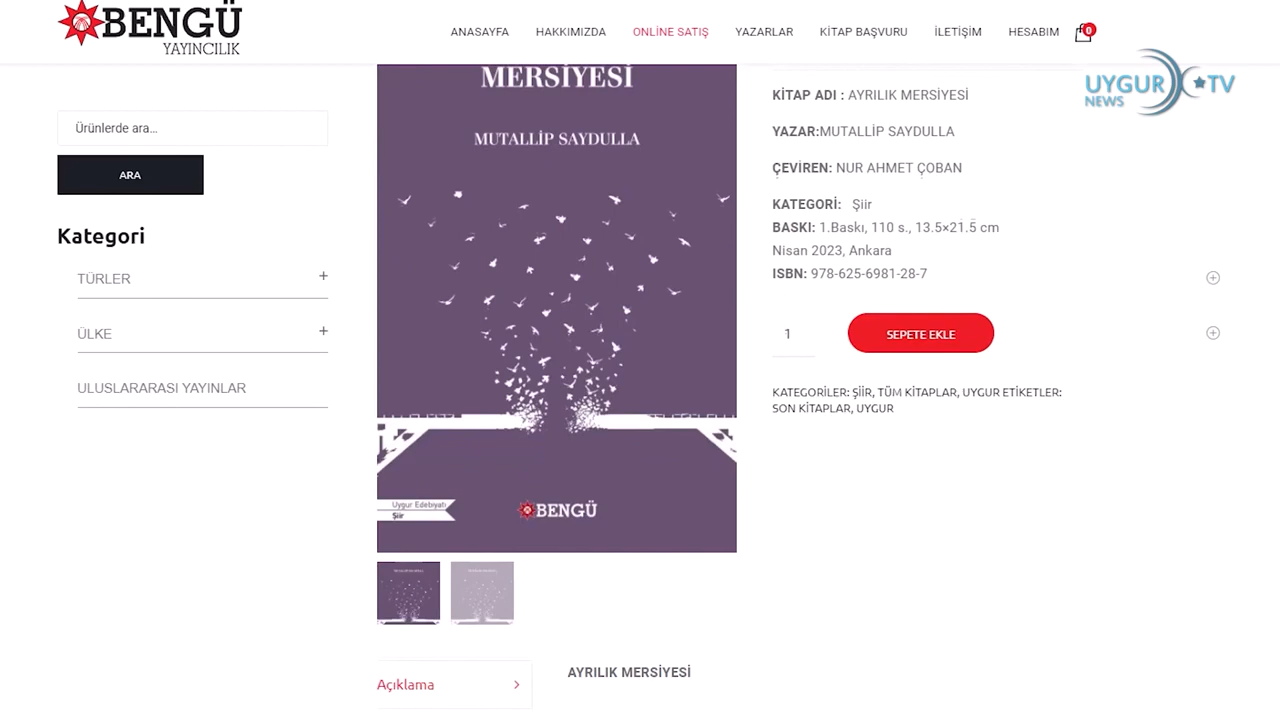 BENGÜ
YAYINCILIK
ANASAYFA HAKKIMIZDA ONLİNE SATIŞ YAZARLAR KİTAP BAŞVURU İLETİŞİM HESABIM 0
UYGUR TV
NEWS
Ürünlerde ara...
ARA
Kategori
TÜRLER +
ÜLKE +
ULUSLARARASI YAYINLAR
MERSİYESİ
MUTALLİP SAYDULLA
Uygur Edebiyatı
Şiir
BENGÜ
KİTAP ADI : AYRILIK MERSİYESİ
YAZAR:MUTALLİP SAYDULLA
ÇEVİREN: NUR AHMET ÇOBAN
KATEGORİ: Şiir
BASKI: 1.Baskı, 110 s., 13.5×21.5 cm
Nisan 2023, Ankara
ISBN: 978-625-6981-28-7
1 SEPETE EKLE
KATEGORİLER: ŞİİR, TÜM KİTAPLAR, UYGUR ETİKETLER:
SON KİTAPLAR, UYGUR
Açıklama
AYRILIK MERSİYESİ